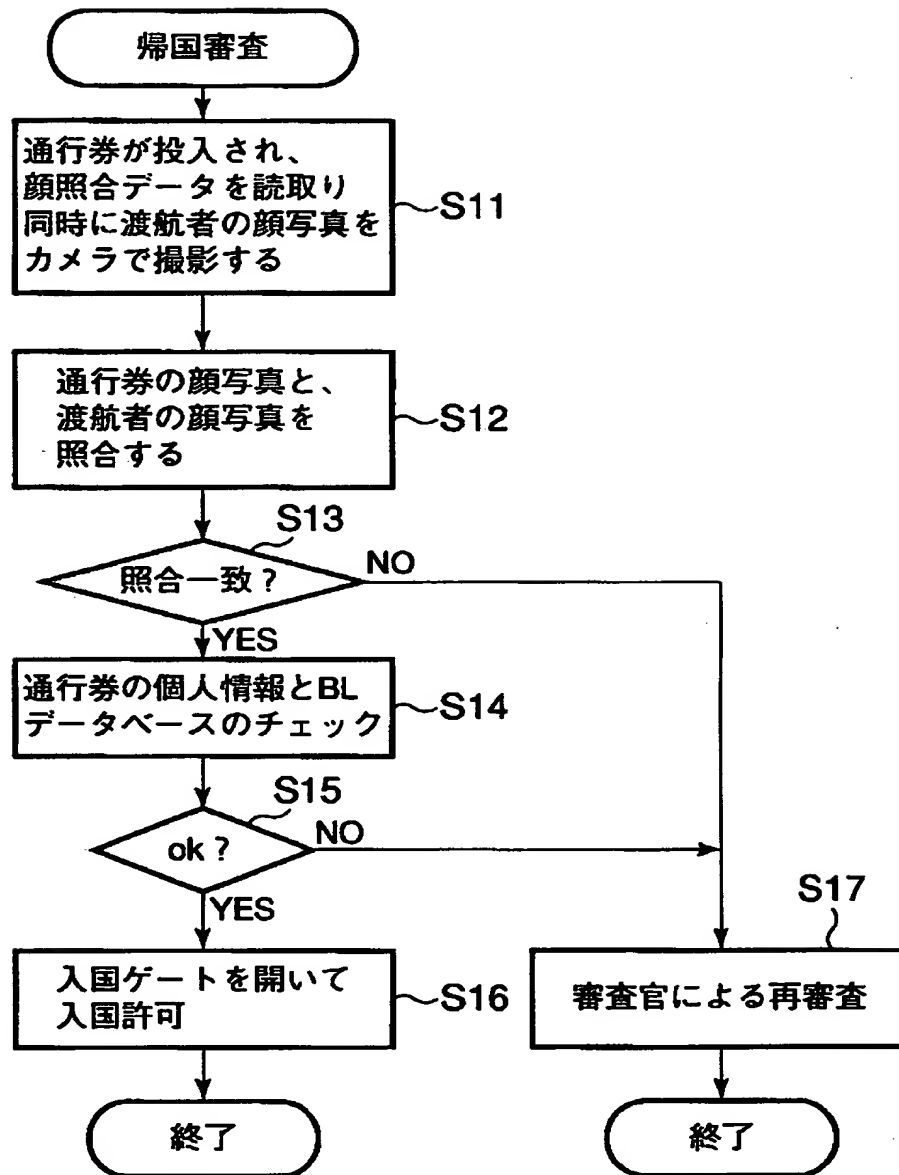 帰国審査
通行券が投入され、
顔照合データを読取り
同時に渡航者の顔写真を
カメラで撮影する
S11
通行券の顔写真と、
渡航者の顔写真を
照合する
S12
S13
照合一致？
NO
YES
通行券の個人情報とBL
データベースのチェック
S14
S15
ok？
NO
YES
入国ゲートを開いて
入国許可
S16
S17
審査官による再審査
終了
終了